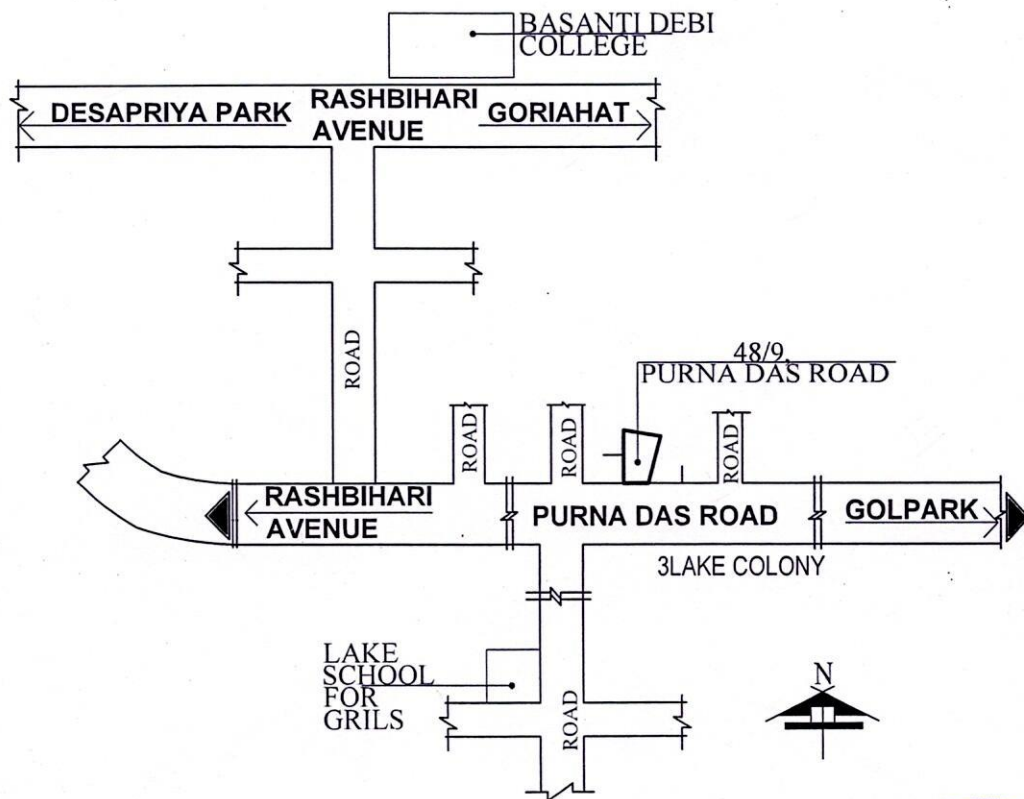 BASANTI DEBI
COLLEGE
DESAPRIYA PARK
RASHBIHARI
AVENUE
GORIAHAT
ROAD
48/9,
PURNA DAS ROAD
ROAD
ROAD
ROAD
RASHBIHARI
AVENUE
PURNA DAS ROAD
GOLPARK
3LAKE COLONY
LAKE
SCHOOL
FOR
GRILS
ROAD
N